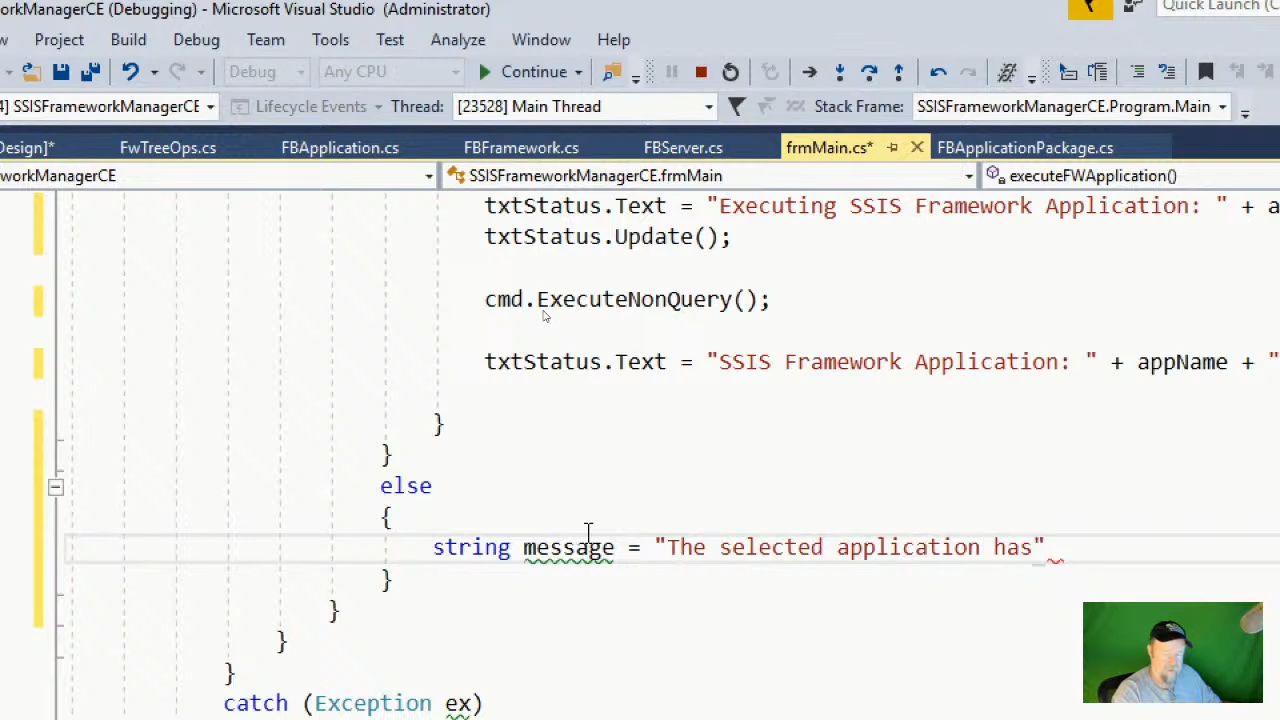 orkManagerCE (Debugging) - Microsoft Visual Studio (Administrator)
Quick Launch (C
w Project Build Debug Team Tools Test Analyze Window Help
Debug Any CPU Continue
4] SSISFrameworkManagerCE Lifecycle Events Thread: [23528] Main Thread Stack Frame: SSISFrameworkManagerCE.Program.Main
Design]* FwTreeOps.cs FBApplication.cs FBFramework.cs FBServer.cs frmMain.cs* FBApplicationPackage.cs
workManagerCE SSISFrameworkManagerCE.frmMain executeFWApplication()
txtStatus.Text = "Executing SSIS Framework Application: " + a
txtStatus.Update();
cmd.ExecuteNonQuery();
txtStatus.Text = "SSIS Framework Application: " + appName + "
}
}
else
{
string message = "The selected application has"
}
}
}
}
catch (Exception ex)